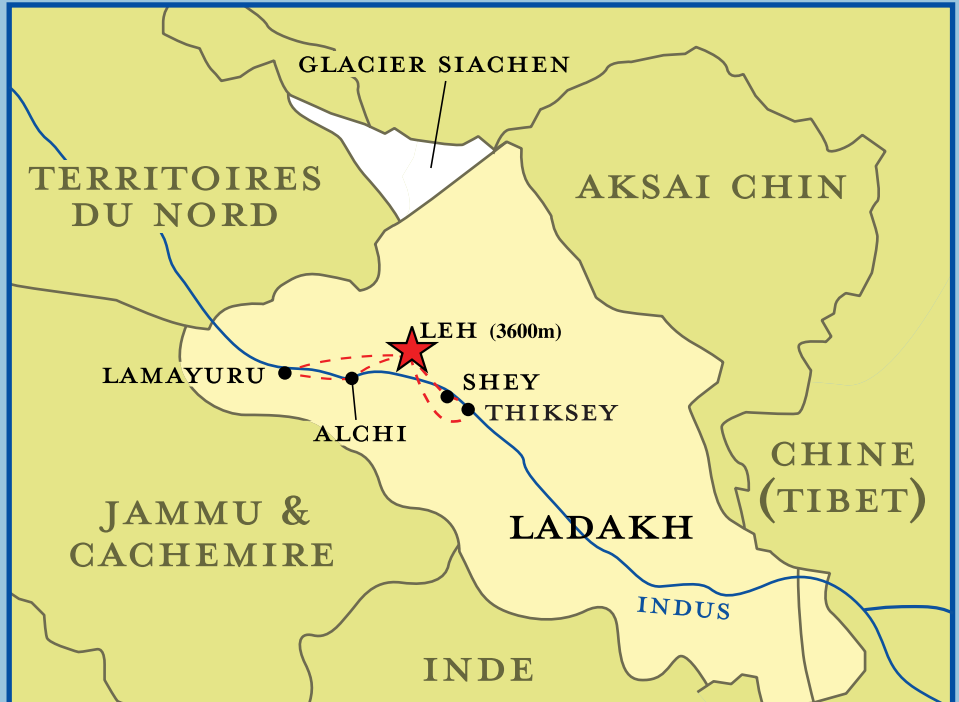 GLACIER SIACHEN
TERRITOIRES
DU NORD
AKSAI CHIN
LEH (3600m)
LAMAYURU
SHEY
THIKSEY
ALCHI
CHINE
(TIBET)
JAMMU &
CACHEMIRE
LADAKH
INDUS
INDE